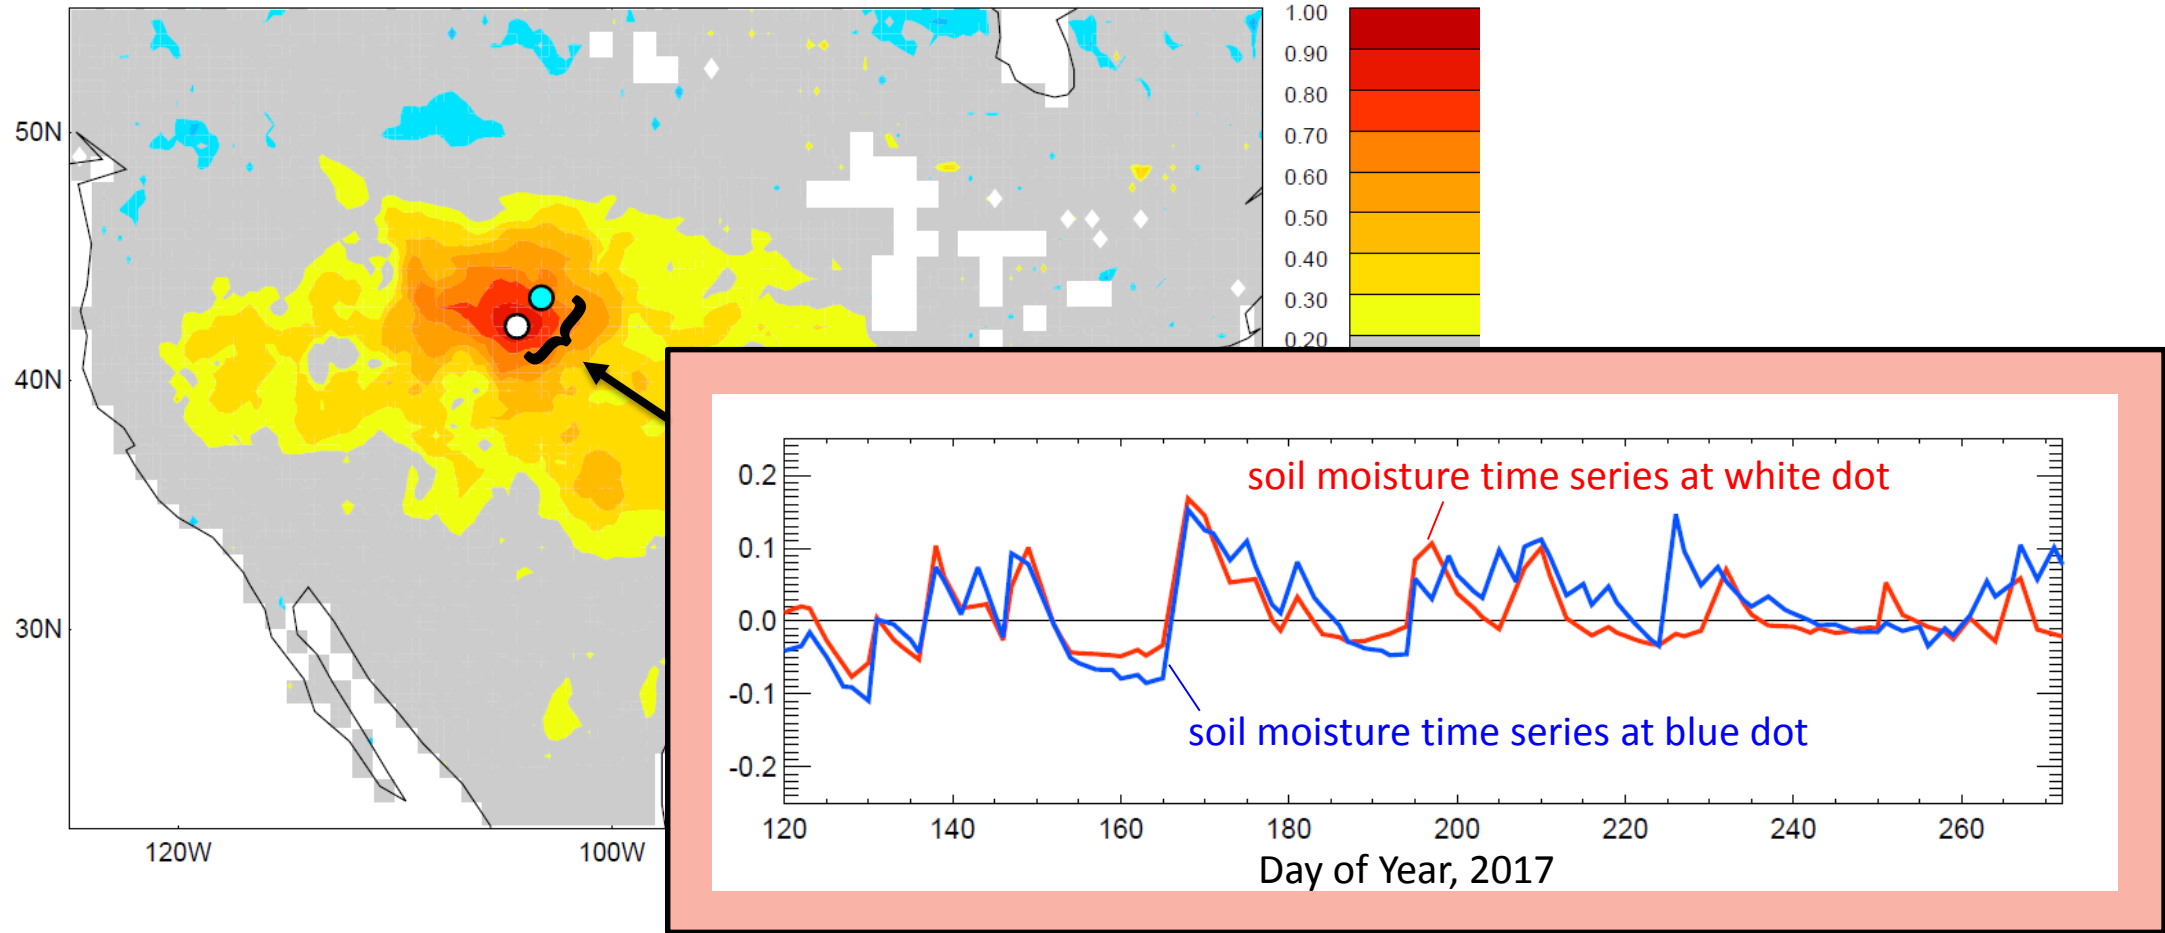 50N
40N
30N
120W
100W
1.00
0.90
0.80
0.70
0.60
0.50
0.40
0.30
0.20
0.2
0.1
0.0
-0.1
-0.2
soil moisture time series at white dot
soil moisture time series at blue dot
120 140 160 180 200 220 240 260
Day of Year, 2017